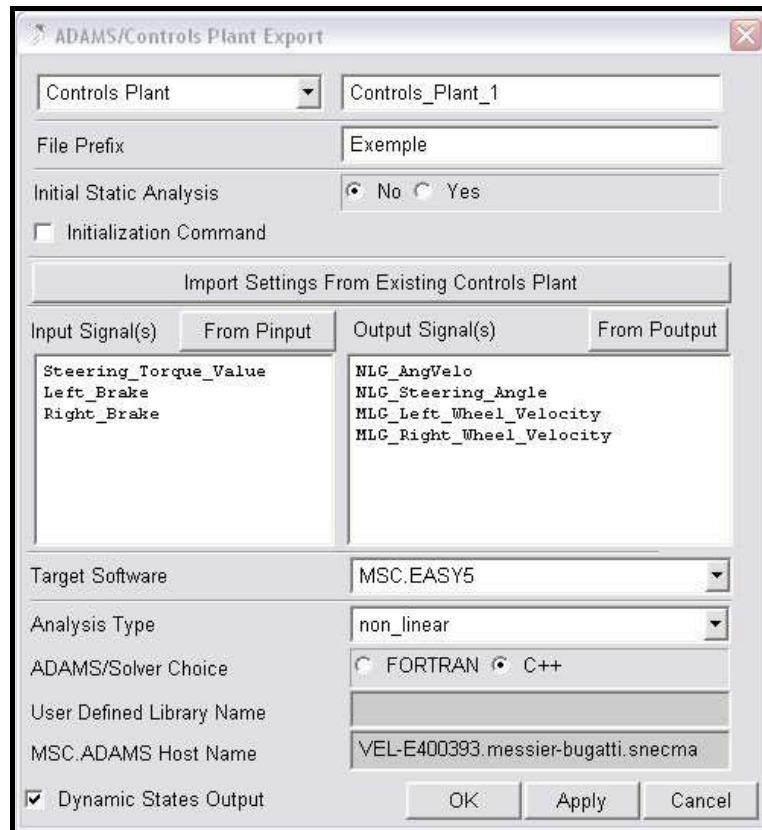 ADAMS/Controls Plant Export
Controls Plant Controls_Plant_1
File Prefix Exemple
Initial Static Analysis No Yes
Initialization Command
Import Settings From Existing Controls Plant
Input Signal(s) From Pinput Output Signal(s) From Poutput
Steering_Torque_Value NLG_AngVelo
Left_Brake NLG_Steering_Angle
Right_Brake MLG_Left_Wheel_Velocity
MLG_Right_Wheel_Velocity
Target Software MSC.EASY5
Analysis Type non_linear
ADAMS/Solver Choice FORTRAN C++
User Defined Library Name
MSC.ADAMS Host Name VEL-E400393.messier-bugatti.snecma
Dynamic States Output OK Apply Cancel